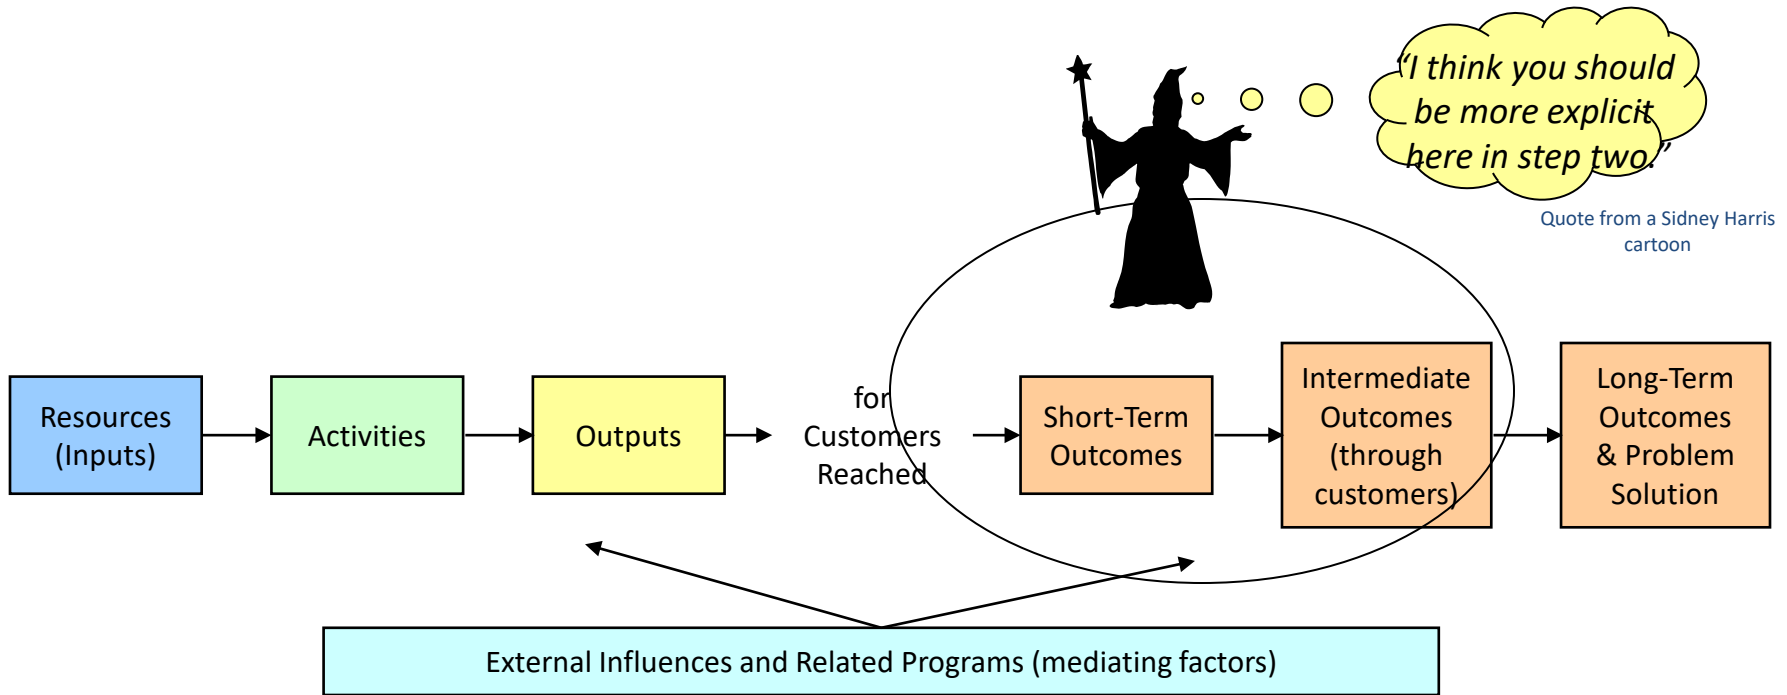 “I think you should
be more explicit
here in step two.”
Quote from a Sidney Harris
cartoon
Resources
(Inputs)
Activities
Outputs
for
Customers
Reached
Short-Term
Outcomes
Intermediate
Outcomes
(through
customers)
Long-Term
Outcomes
& Problem
Solution
External Influences and Related Programs (mediating factors)